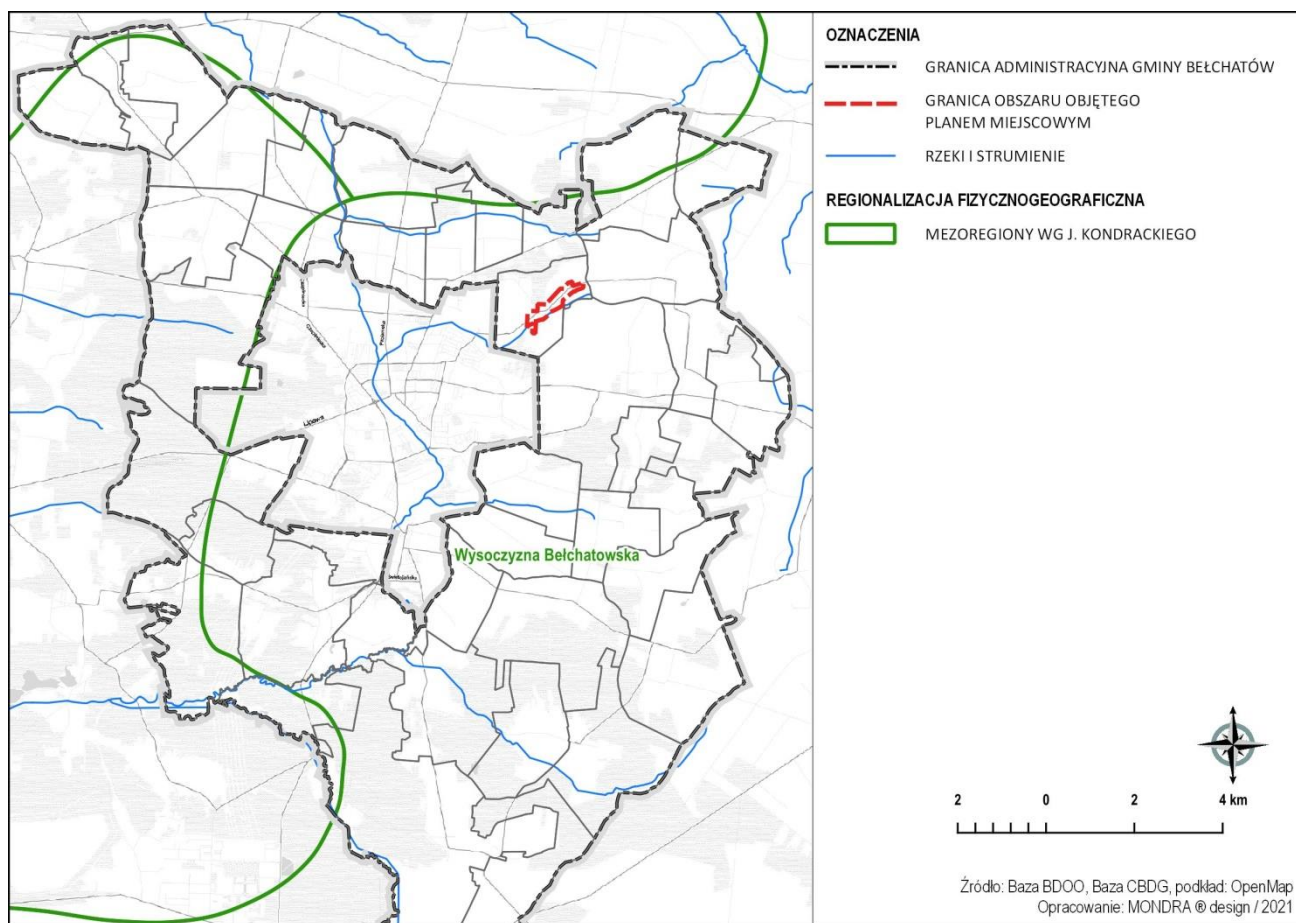 OZNACZENIA
GRANICA ADMINISTRACYJNA GMINY BEŁCHATÓW
GRANICA OBSZARU OBJĘTEGO
PLANEM MIEJSCOWYM
RZEKI I STRUMIENIE
REGIONALIZACJA FIZYCZNOGEOGRAFICZNA
MEZOREGIONY WG J. KONDRACKIEGO
Wysoczyzna Bełchatowska
2 0 2 4 km
Źródło: Baza BDOO, Baza CBDG, podkład: OpenMap
Opracowanie: MONDRA ® design / 2021